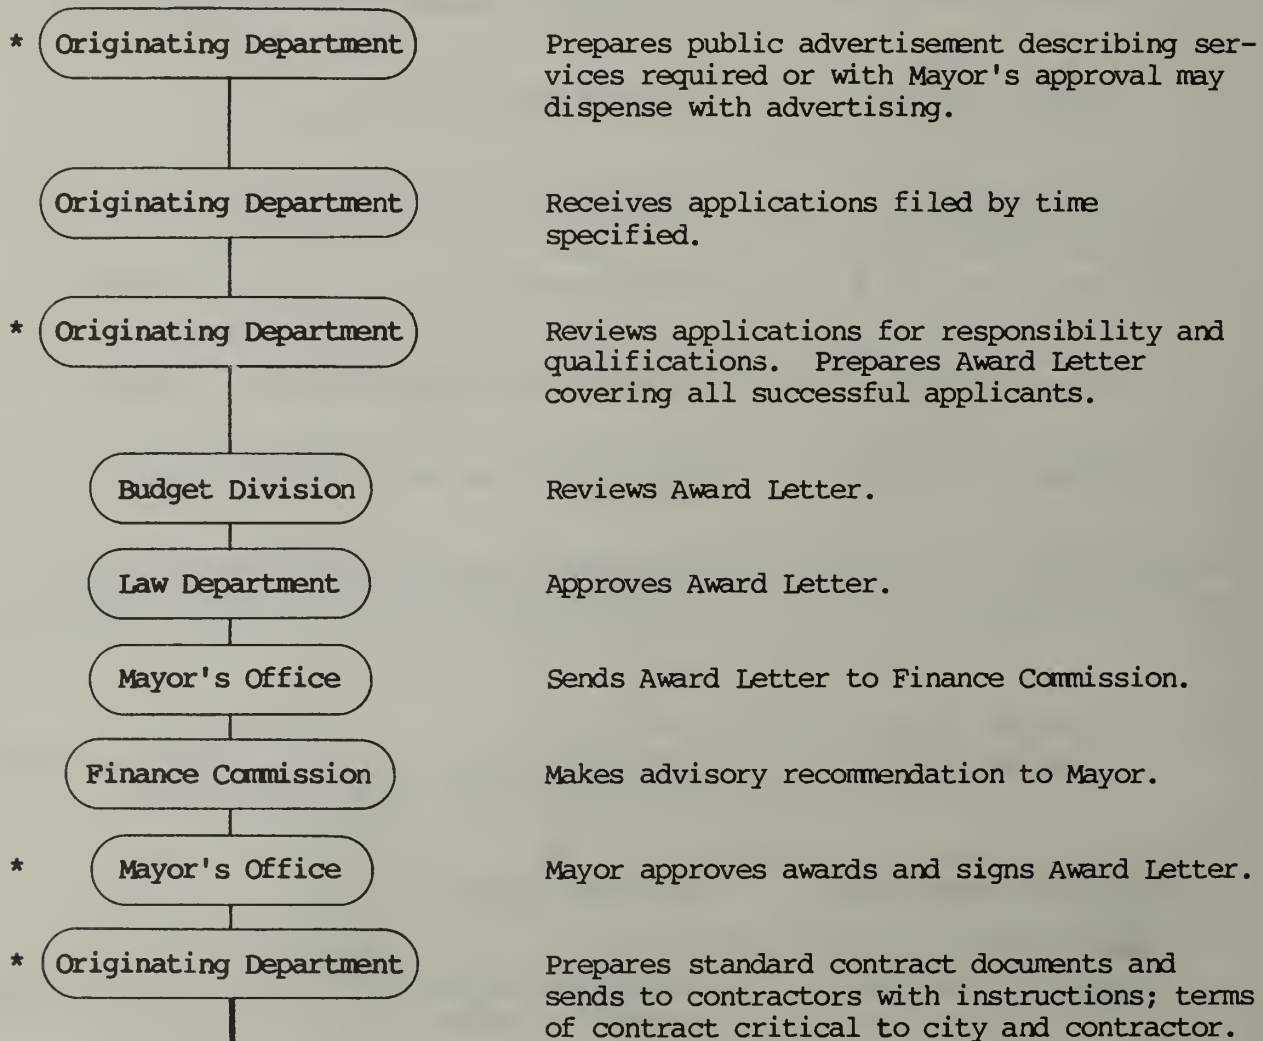 * Originating Department
Prepares public advertisement describing ser-
vices required or with Mayor's approval may
dispense with advertising.
Originating Department
Receives applications filed by time
specified.
* Originating Department
Reviews applications for responsibility and
qualifications. Prepares Award Letter
covering all successful applicants.
Budget Division
Reviews Award Letter.
Law Department
Approves Award Letter.
Mayor's Office
Sends Award Letter to Finance Commission.
Finance Commission
Makes advisory recommendation to Mayor.
* Mayor's Office
Mayor approves awards and signs Award Letter.
* Originating Department
Prepares standard contract documents and
sends to contractors with instructions; terms
of contract critical to city and contractor.